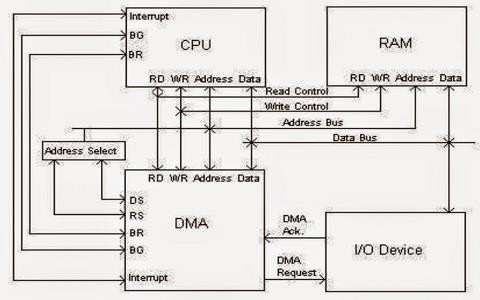 Interrupt
BG
BR
CPU
RD WR Address Data
RAM
RD WR Address Data
Read Control
Write Control
Address Bus
Data Bus
Address Select
RD WR Address Data
DS
RS
BR
BG
Interrupt
DMA
DMA
Ack.
DMA
Request
I/O Device